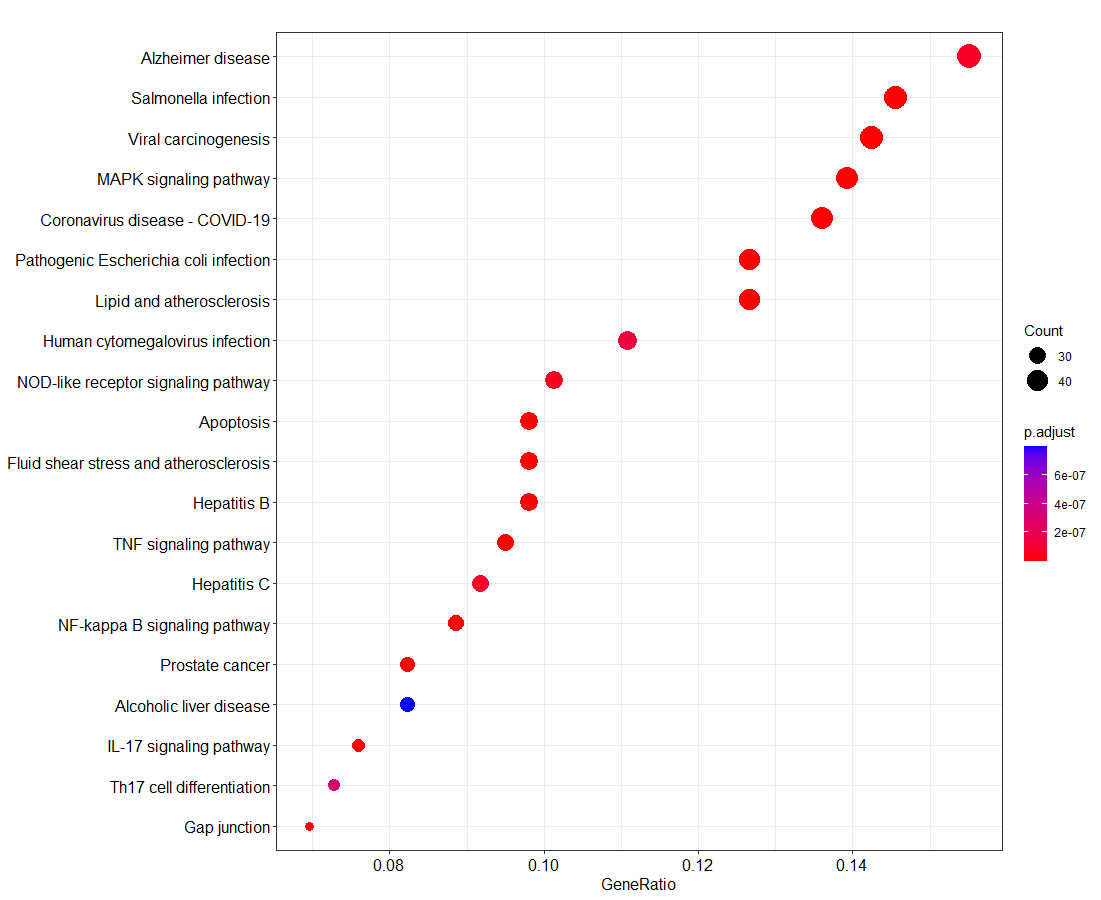 Alzheimer disease
Salmonella infection
Viral carcinogenesis
MAPK signaling pathway
Coronavirus disease - COVID-19
Pathogenic Escherichia coli infection
Lipid and atherosclerosis
Human cytomegalovirus infection
NOD-like receptor signaling pathway
Apoptosis
Fluid shear stress and atherosclerosis
Hepatitis B
TNF signaling pathway
Hepatitis C
NF-kappa B signaling pathway
Prostate cancer
Alcoholic liver disease
IL-17 signaling pathway
Th17 cell differentiation
Gap junction
0.08 0.10 0.12 0.14
GeneRatio
Count
30
40
p.adjust
6e-07
4e-07
2e-07